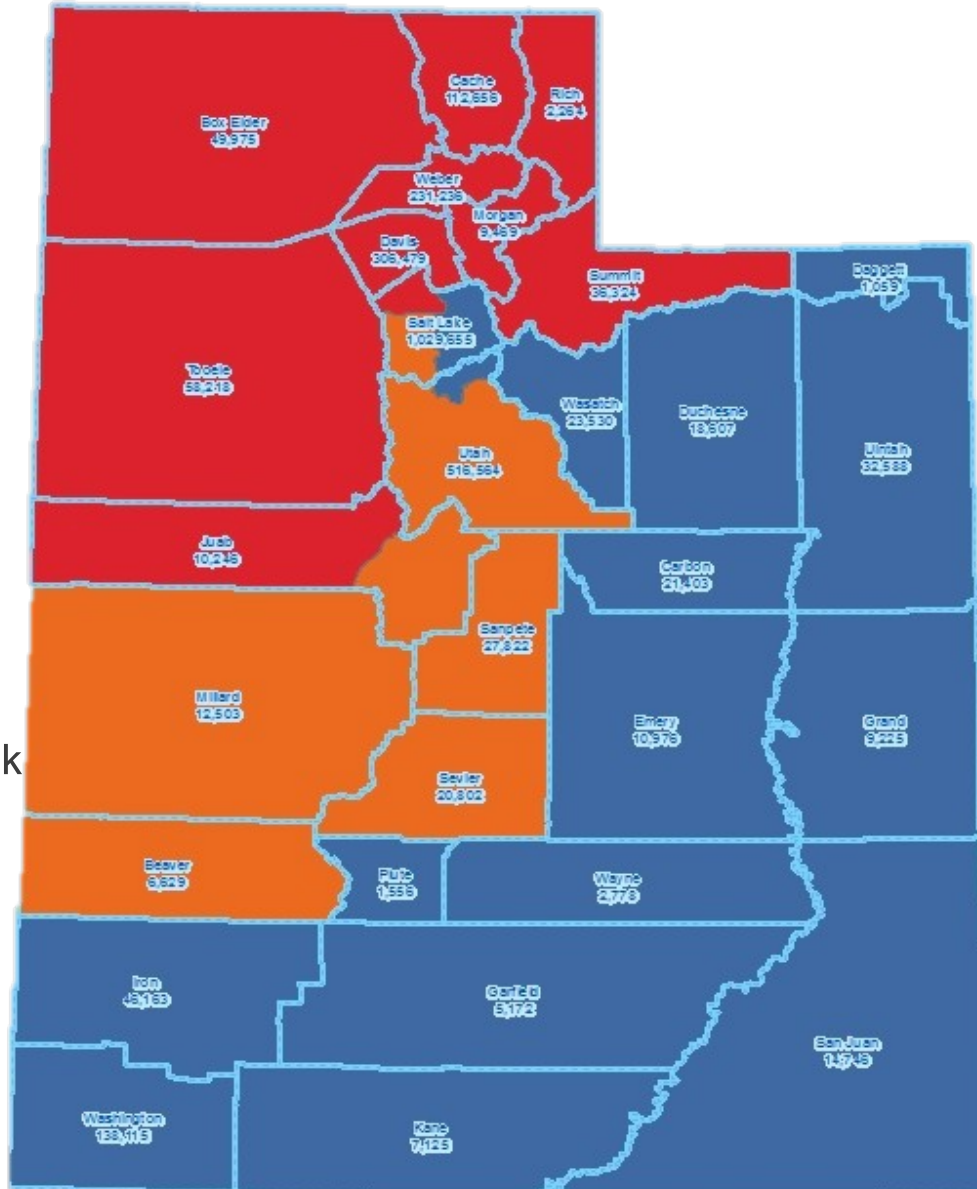 Cache
112,656
Rich
2,264
Box Elder
49,975
Weber
231,236
Morgan
9,469
Davis
306,479
Summit
36,324
Daggett
1,059
Salt Lake
1,029,655
Tooele
58,218
Wasatch
23,530
Duchesne
18,607
Uintah
32,588
Utah
516,564
Juab
10,246
Carbon
21,403
Sanpete
27,822
Millard
12,503
Emery
10,976
Grand
9,225
k
Sevier
20,802
Beaver
6,629
Piute
1,556
Wayne
2,778
Iron
46,163
Garfield
5,172
San Juan
14,746
Washington
138,115
Kane
7,125